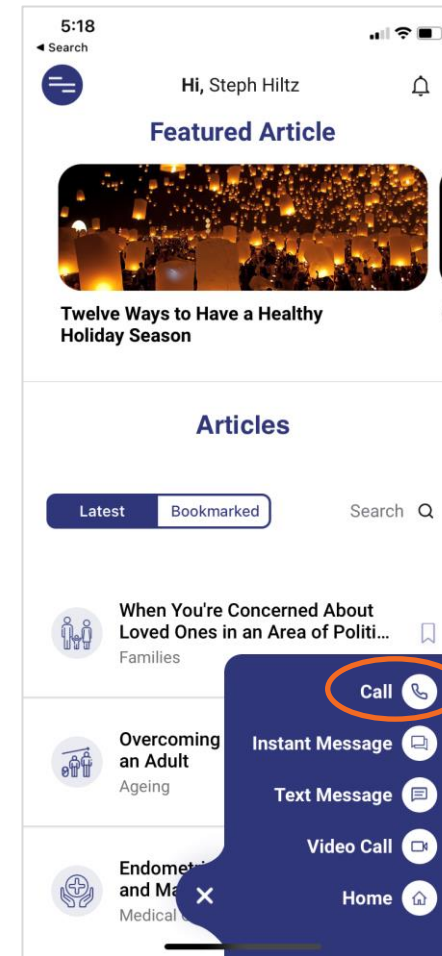 5:18
◄ Search
Hi, Steph Hiltz
Featured Article
Twelve Ways to Have a Healthy
Holiday Season
Articles
Latest
Bookmarked
Search
When You're Concerned About
Loved Ones in an Area of Politi...
Families
Overcoming
an Adult
Ageing
and
Medical
Call
Instant Message
Text Message
Video Call
Home